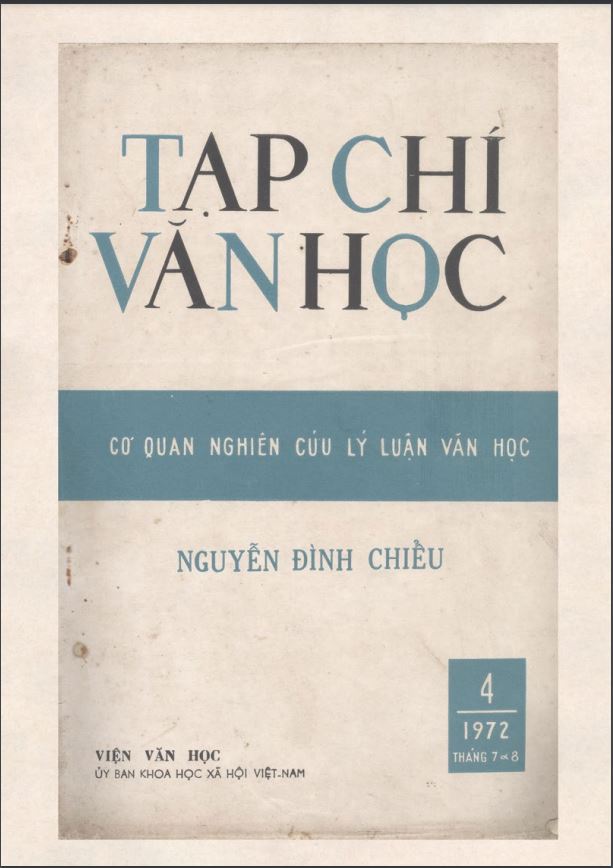 TẠP CHÍ
VĂN HỌC
CƠ QUAN NGHIÊN CỨU LÝ LUẬN VĂN HỌC
NGUYỄN ĐÌNH CHIỂU
4
1972
THÁNG 7 ∝ 8
VIỆN VĂN HỌC
ỦY BAN KHOA HỌC XÃ HỘI VIỆT-NAM